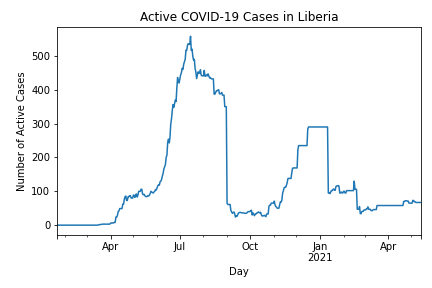 Active COVID-19 Cases in Liberia
Number of Active Cases
500
400
300
200
100
0
Apr Jul Oct Jan Apr
2021
Day